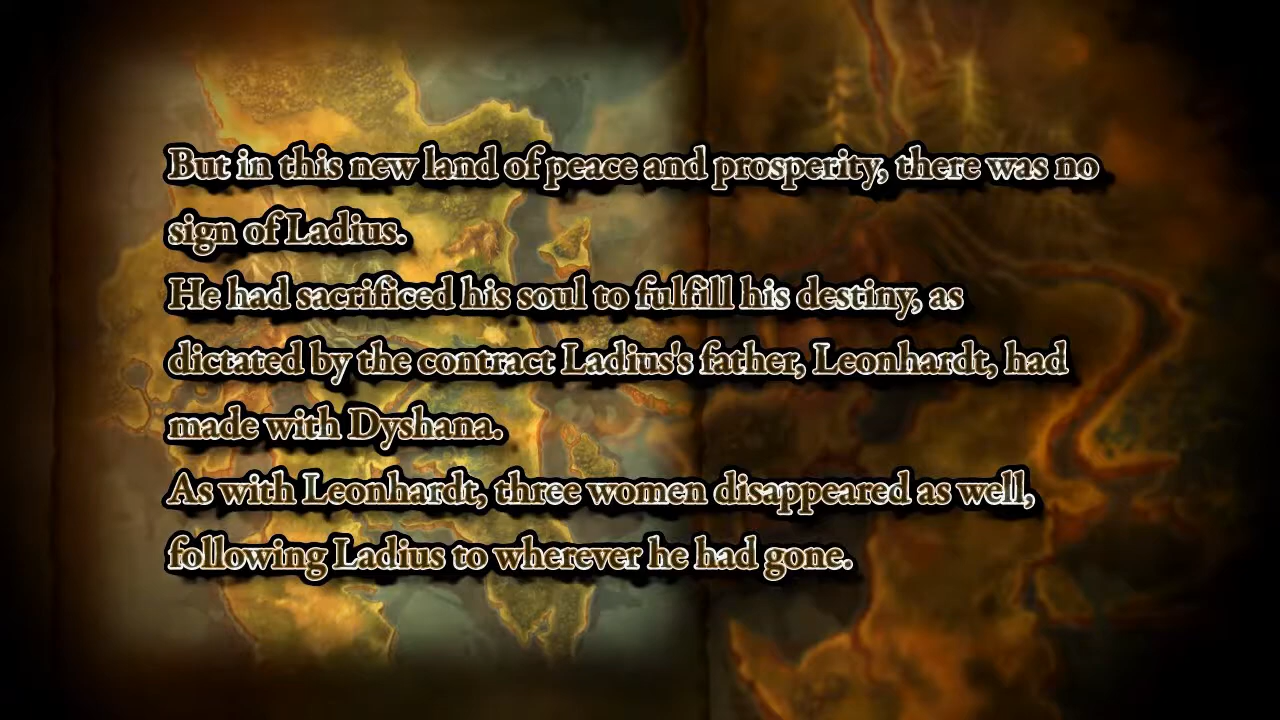 But in this new land of peace and prosperity, there was no
sign of Ladius.
He had sacrificed his soul to fulfill his destiny, as
dictated by the contract Ladius's father, Leonhardt, had
made with Dyshana.
As with Leonhardt, three women disappeared as well,
following Ladius to wherever he had gone.